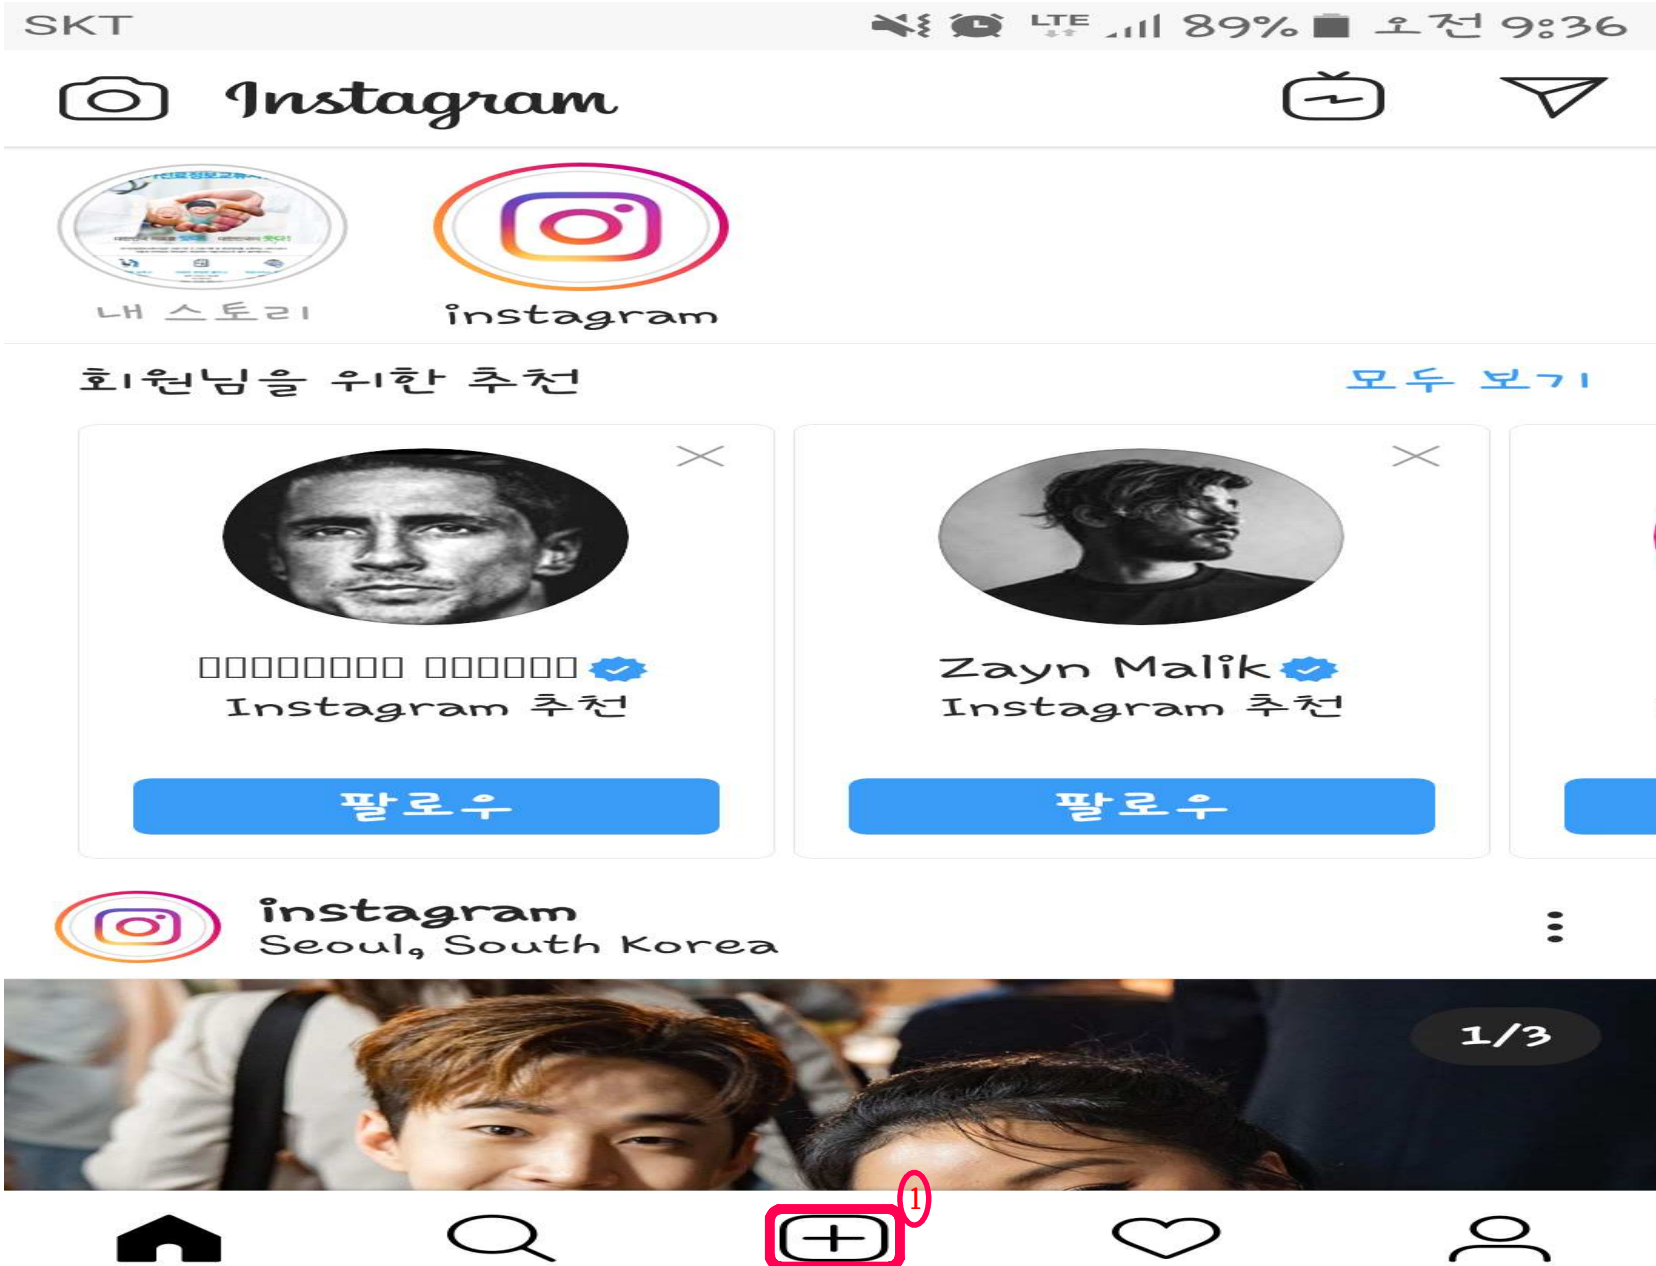 SKT LTE 89% 오전 9:36
Instagram
내 스토리
instagram
회원님을 위한 추천 모두 보기
Instagram 추천
팔로우
Zayn Malik
Instagram 추천
팔로우
instagram
Seoul, South Korea
1/3
1